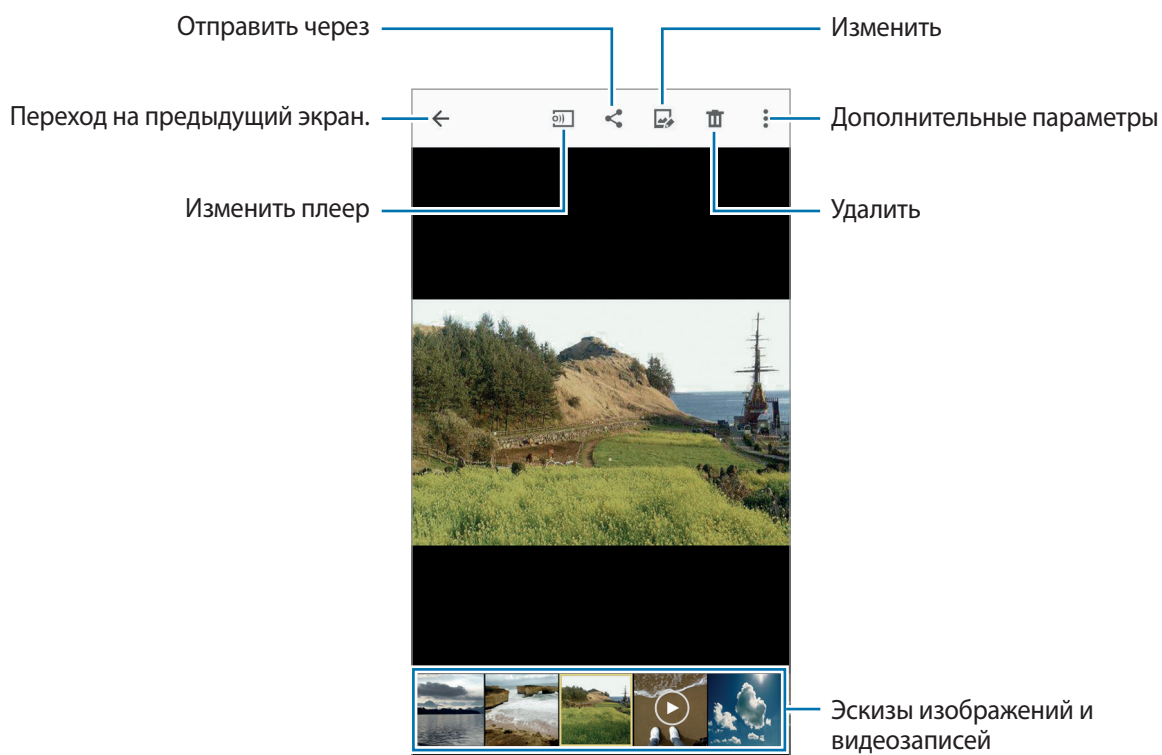 Отправить через
Изменить
Переход на предыдущий экран.
Дополнительные параметры
Изменить плеер
Удалить
Эскизы изображений и
видеозаписей